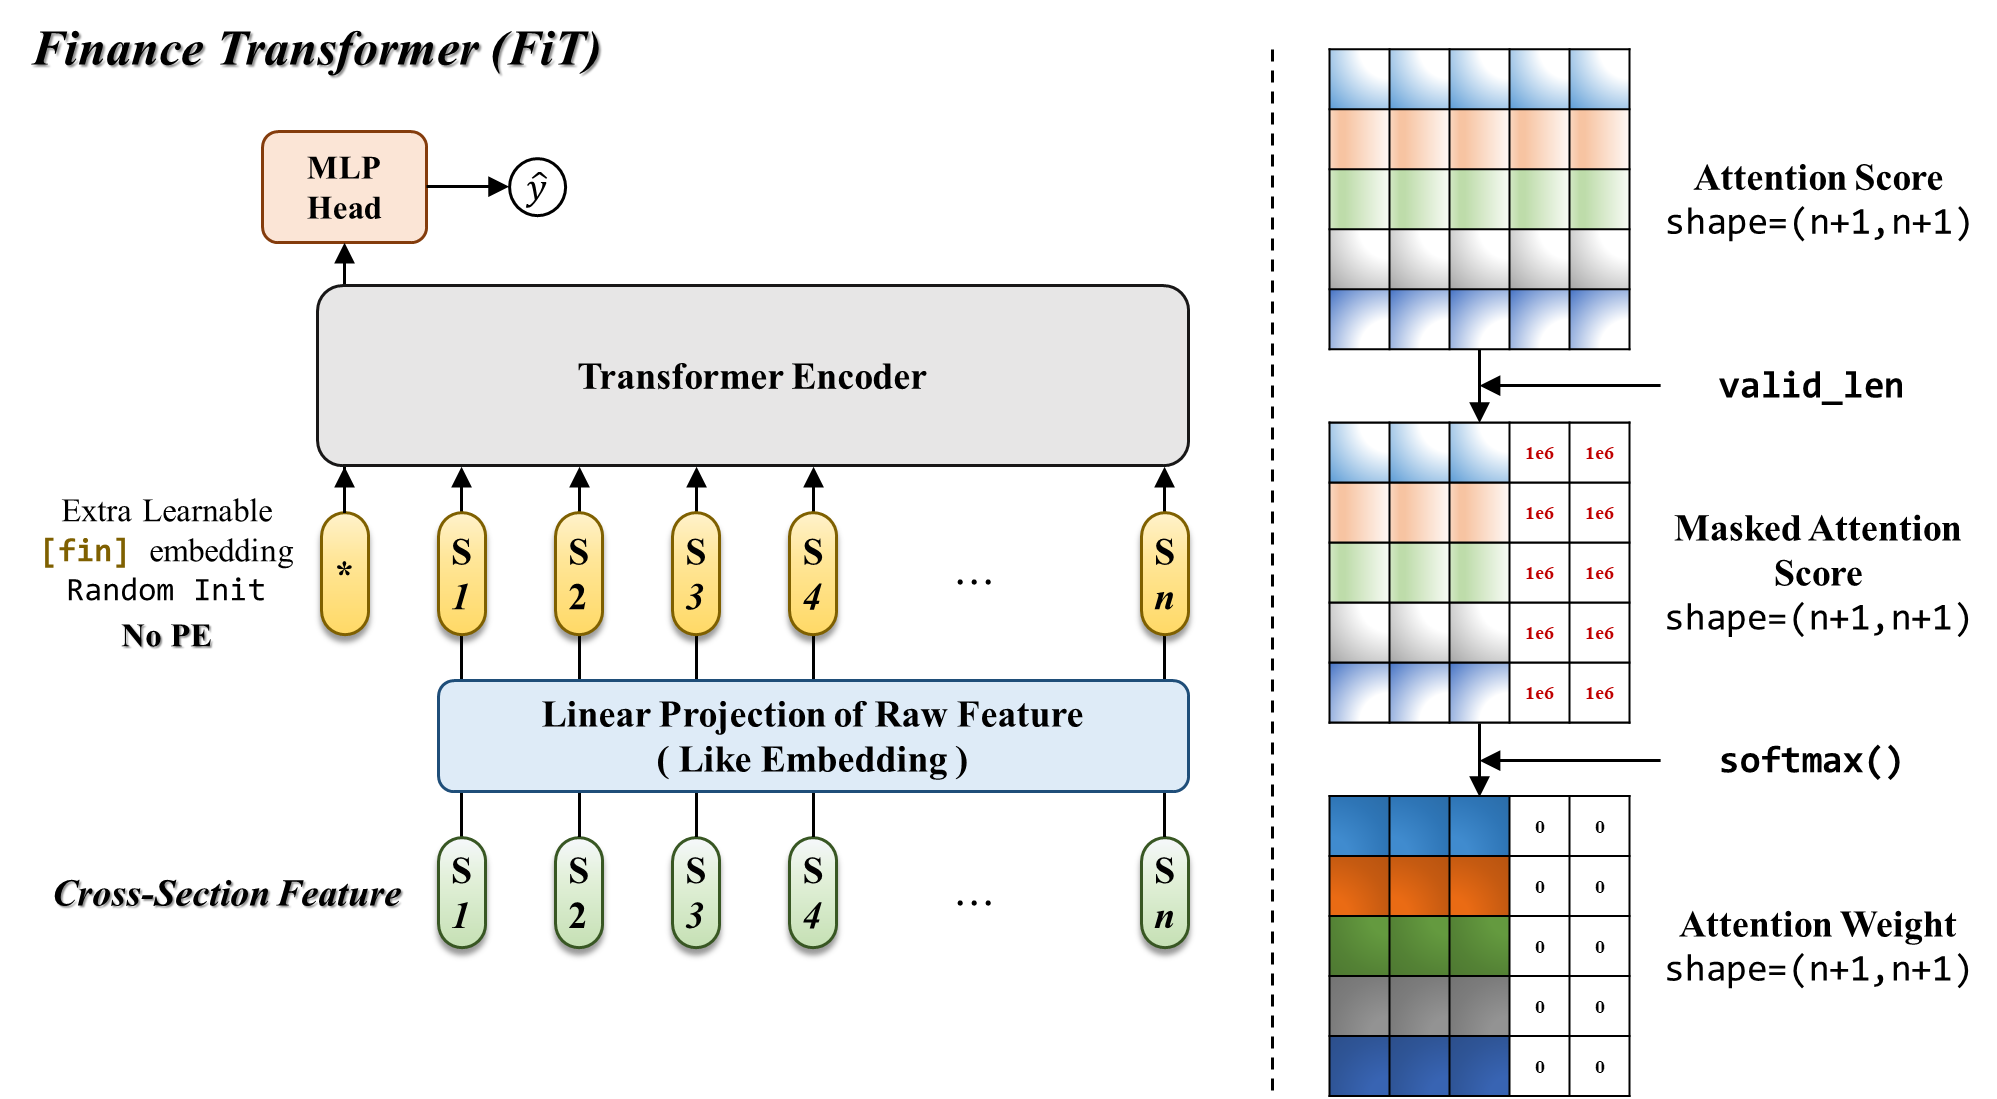 Finance Transformer (FiT)
MLP
Head
ŷ
Transformer Encoder
Extra Learnable
[fin] embedding
Random Init
No PE
*
S S S S S
1 2 3 4 ... n
Linear Projection of Raw Feature
( Like Embedding )
Cross-Section Feature
S S S S S
1 2 3 4 ... n
Attention Score
shape=(n+1,n+1)
valid_len
1e6 1e6
1e6 1e6
1e6 1e6
1e6 1e6
1e6 1e6
Masked Attention
Score
shape=(n+1,n+1)
softmax()
0 0
0 0
0 0
0 0
0 0
Attention Weight
shape=(n+1,n+1)